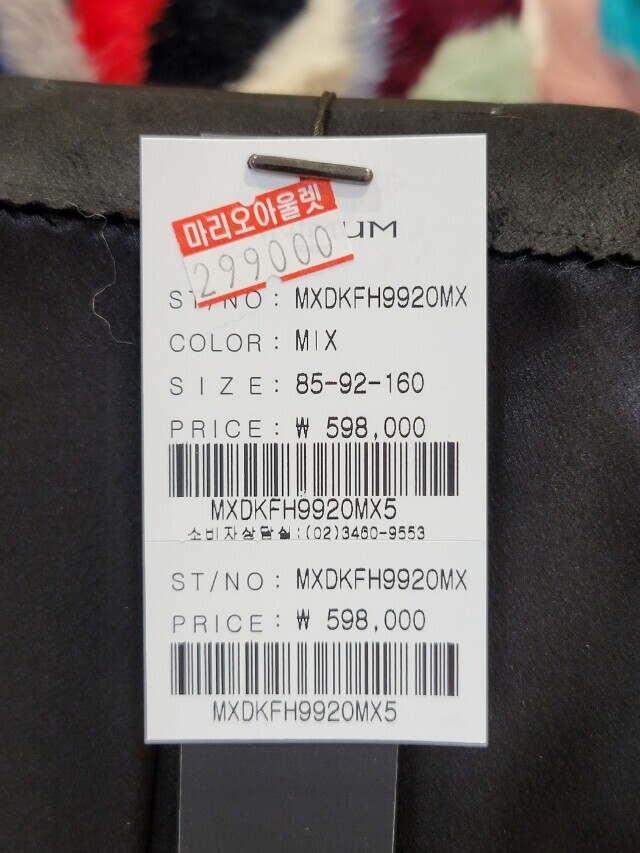 마리오아울렛
299000
UM
ST/NO: MXDKFH9920MX
COLOR: MIX
SIZE: 85-92-160
PRICE: ₩ 598,000
MXDKFH9920MX5
소비자상담실:(02)3460-9553
ST/NO: MXDKFH9920MX
PRICE: ₩ 598,000
MXDKFH9920MX5